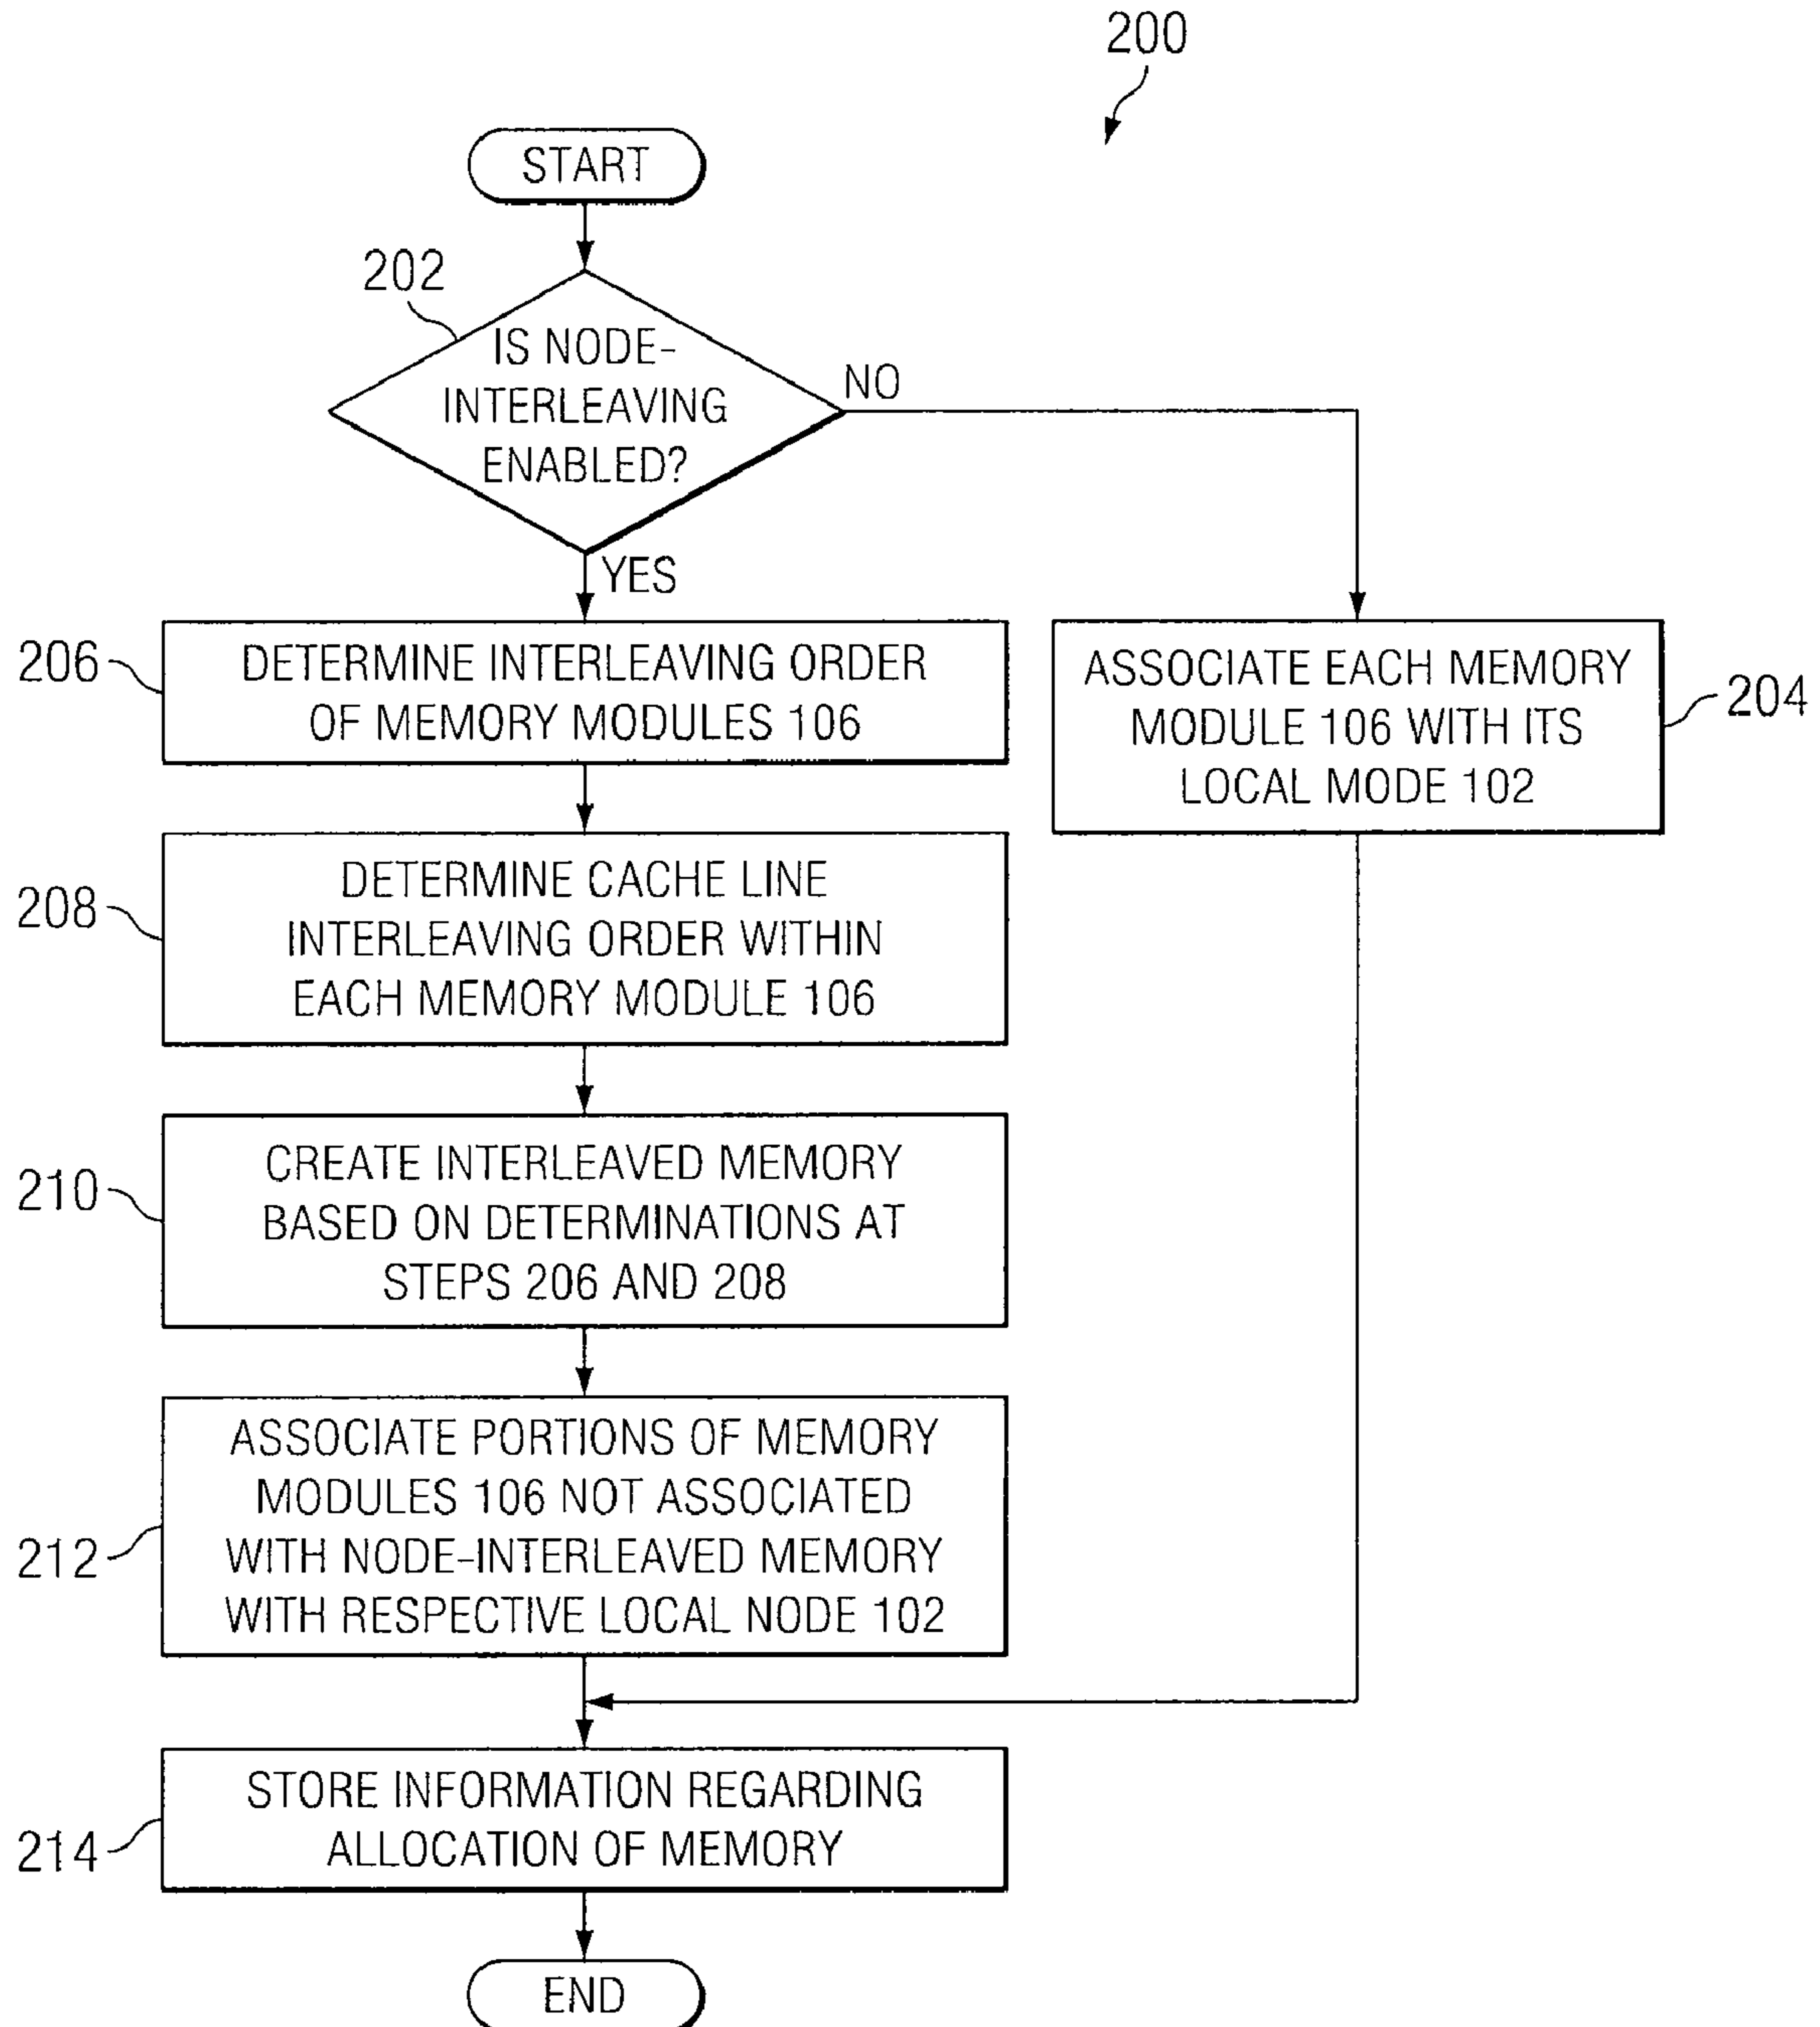 200
START
202
IS NODE-
INTERLEAVING
ENABLED?
NO
YES
206
DETERMINE INTERLEAVING ORDER
OF MEMORY MODULES 106
ASSOCIATE EACH MEMORY
MODULE 106 WITH ITS
LOCAL MODE 102
204
208
DETERMINE CACHE LINE
INTERLEAVING ORDER WITHIN
EACH MEMORY MODULE 106
210
CREATE INTERLEAVED MEMORY
BASED ON DETERMINATIONS AT
STEPS 206 AND 208
212
ASSOCIATE PORTIONS OF MEMORY
MODULES 106 NOT ASSOCIATED
WITH NODE-INTERLEAVED MEMORY
WITH RESPECTIVE LOCAL NODE 102
214
STORE INFORMATION REGARDING
ALLOCATION OF MEMORY
END